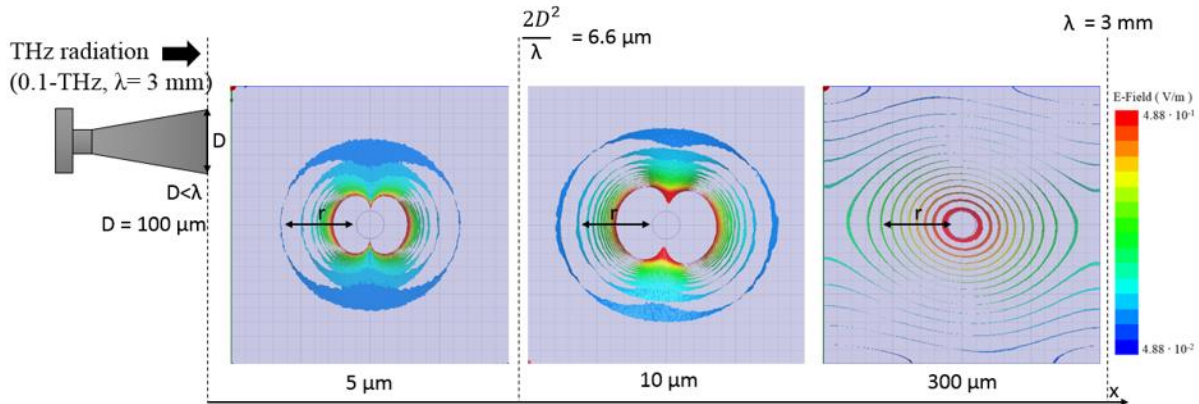 THz radiation
(0.1-THz, λ= 3 mm)
D
D<λ
D = 100 µm
2D²/λ = 6.6 µm
λ = 3 mm
r
r
r
E-Field ( V/m )
4.88 · 10⁻¹
4.88 · 10⁻²
5 µm
10 µm
300 µm
x